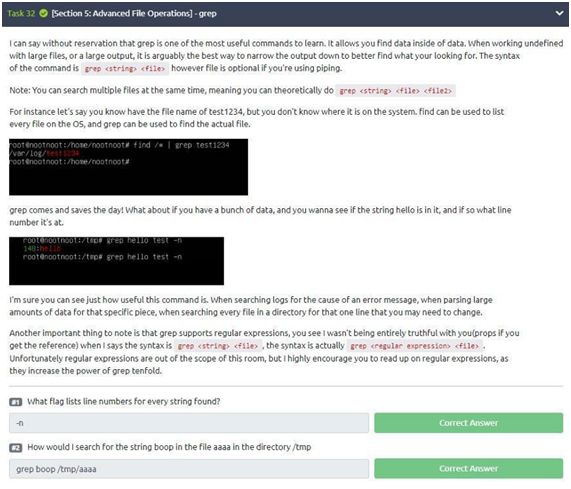 Task 32 [Section 5: Advanced File Operations] - grep
I can say without reservation that grep is one of the most useful commands to learn. It allows you find data inside of data. When working undefined
with large files, or a large output, it is arguably the best way to narrow the output down to better find what your looking for. The syntax
of the command is grep <string> <file> however file is optional if you're using piping.
Note: You can search multiple files at the same time, meaning you can theoretically do grep <string> <file> <file2>
For instance let's say you know have the file name of test1234, but you don't know where it is on the system. find can be used to list
every file on the OS, and grep can be used to find the actual file.
root@nootnoot:/home/nootnoot# find /* | grep test1234
/var/log/test1234
root@nootnoot:/home/nootnoot#
grep comes and saves the day! What about if you have a bunch of data, and you wanna see if the string hello is in it, and if so what line
number it's at.
root@nootnoot:/tmp# grep hello test -n
148:hello
root@nootnoot:/tmp# grep hello test -n
I'm sure you can see just how useful this command is. When searching logs for the cause of an error message, when parsing large
amounts of data for that specific piece, when searching every file in a directory for that one line that you may need to change.
Another important thing to note is that grep supports regular expressions, you see I wasn't being entirely truthful with you(props if you
get the reference) when I says the syntax is grep <string> <file> , the syntax is actually grep <regular expression> <file> .
Unfortunately regular expressions are out of the scope of this room, but I highly encourage you to read up on regular expressions, as
they increase the power of grep tenfold.
#1 What flag lists line numbers for every string found?
-n Correct Answer
#2 How would I search for the string boop in the file aaaa in the directory /tmp
grep boop /tmp/aaaa Correct Answer